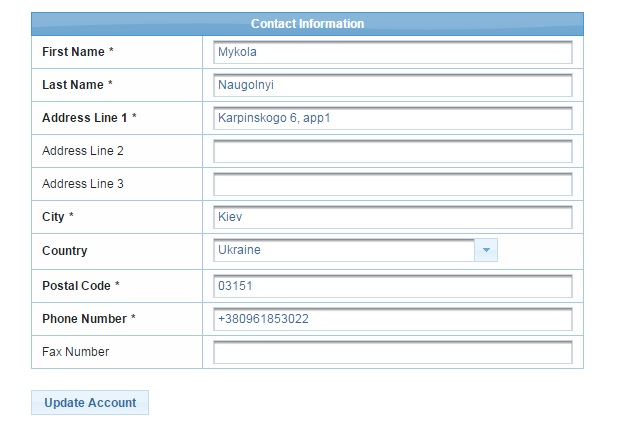 Contact Information
First Name * Mykola
Last Name * Naugolnyi
Address Line 1 * Karpinskogo 6, app1
Address Line 2
Address Line 3
City * Kiev
Country Ukraine
Postal Code * 03151
Phone Number * +380961853022
Fax Number
Update Account